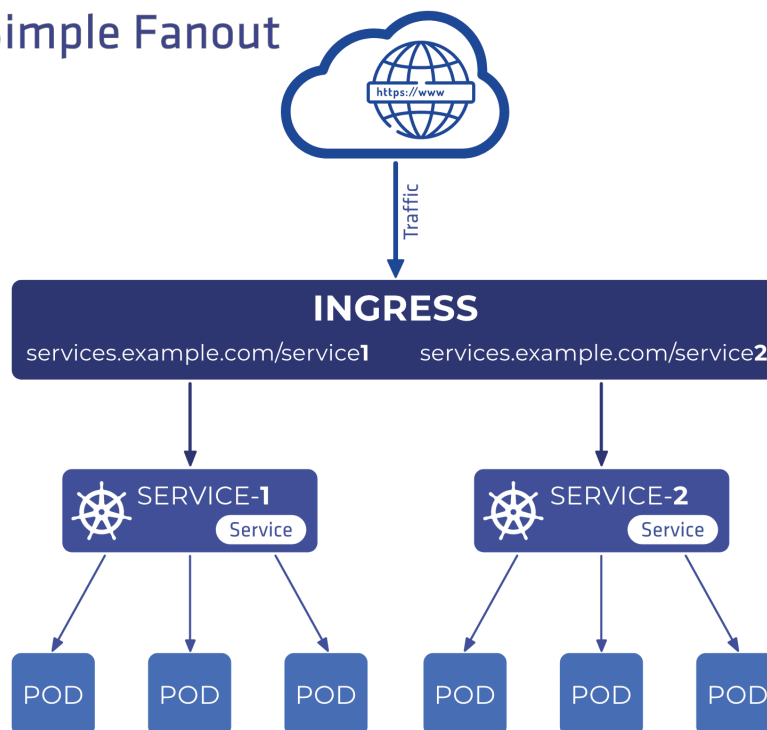 Simple Fanout
https://www
Traffic
INGRESS
services.example.com/service1 services.example.com/service2
SERVICE-1 SERVICE-2
Service Service
POD POD POD POD POD POD